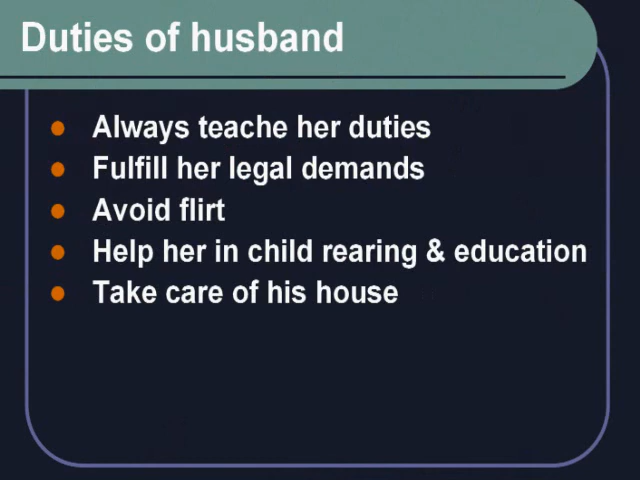 Duties of husband
Always teache her duties
Fulfill her legal demands
Avoid flirt
Help her in child rearing & education
Take care of his house